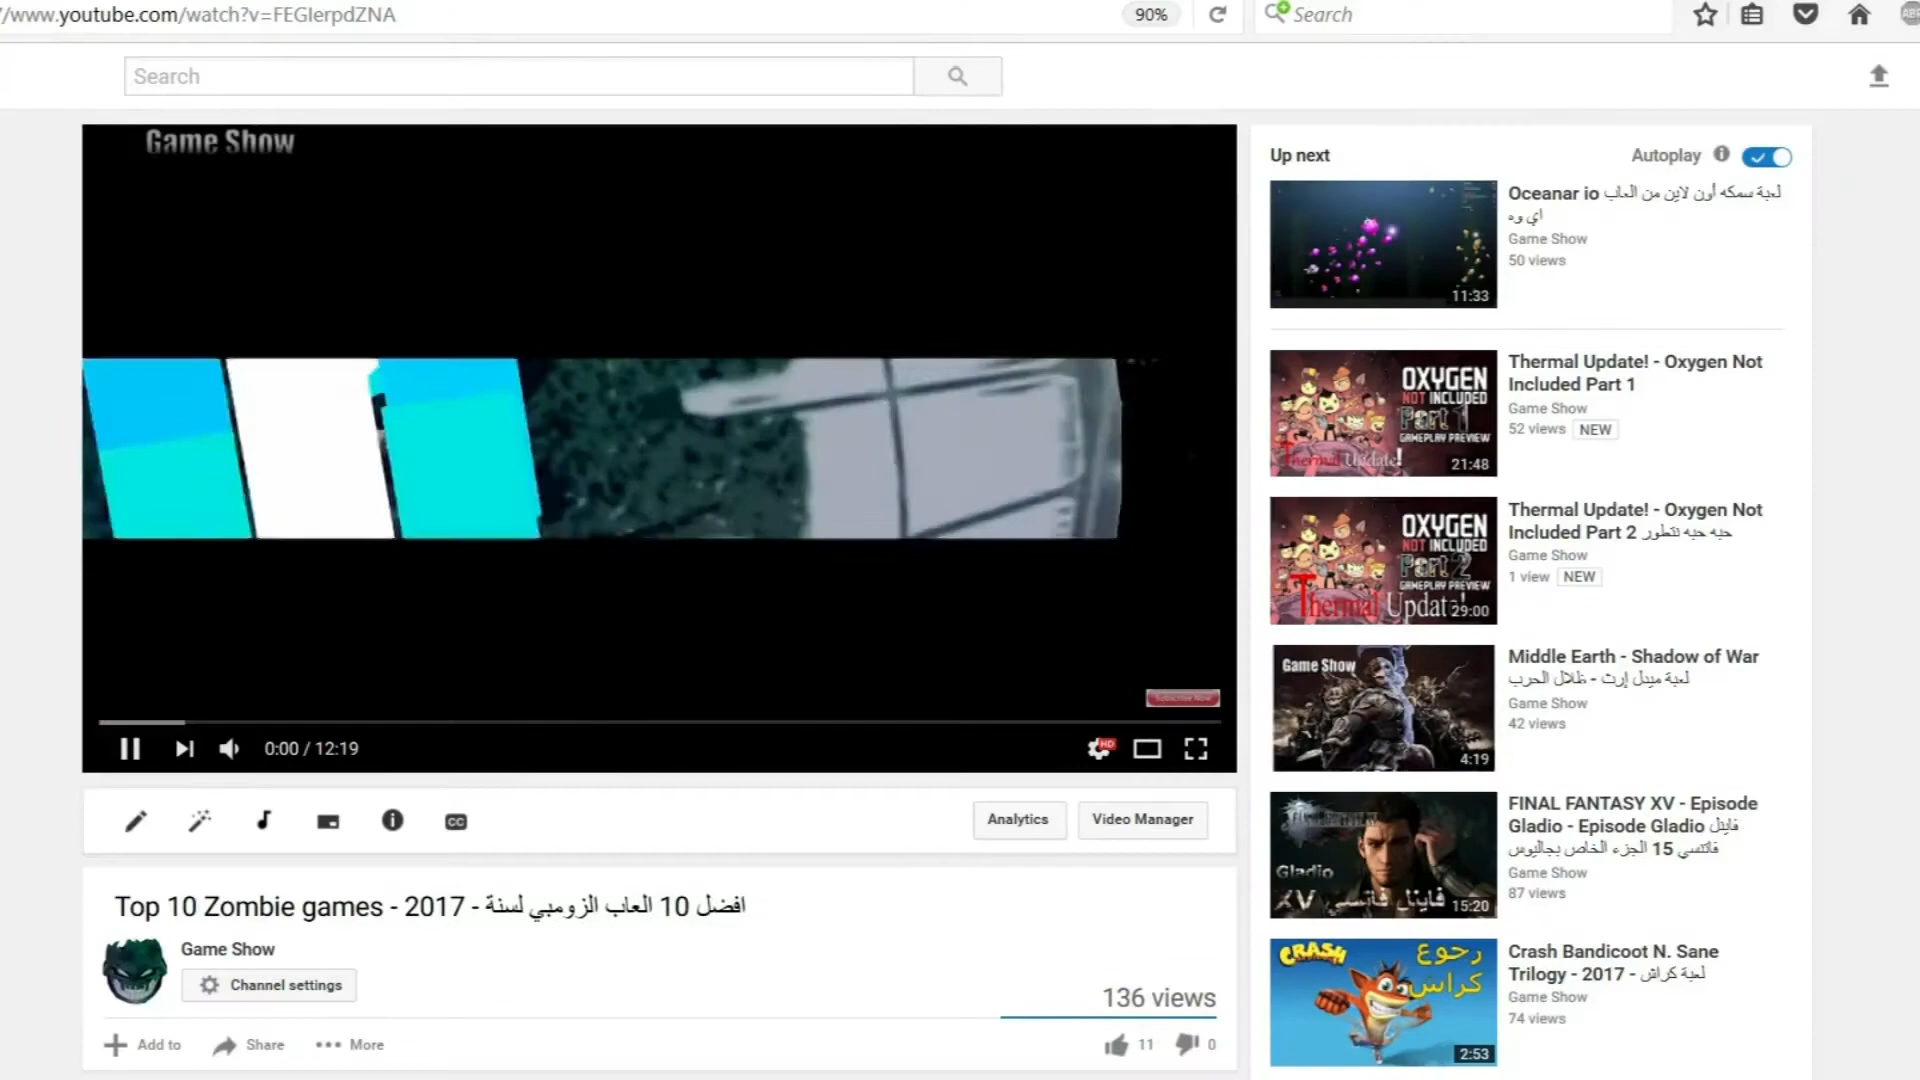 /www.youtube.com/watch?v=FEGIerpdZNA
90%
Search
Search
Game Show
Subscribe Now
0:00 / 12:19
HD
CC
Analytics
Video Manager
Top 10 Zombie games - 2017 - افضل 10 العاب الزومبي لسنة
Game Show
Channel settings
136 views
Add to
Share
More
11
0
Up next
Autoplay
11:33
Oceanar io لعبة سمكه أون لاين من العاب
اي وه
Game Show
50 views
OXYGEN
NOT INCLUDED
Part 1
GAMEPLAY PREVIEW
Thermal Update!
21:48
Thermal Update! - Oxygen Not
Included Part 1
Game Show
52 views NEW
OXYGEN
NOT INCLUDED
Part 2
GAMEPLAY PREVIEW
Thermal Update!
29:00
Thermal Update! - Oxygen Not
Included Part 2 حبه حبه نتطور
Game Show
1 view NEW
Game Show
4:19
Middle Earth - Shadow of War
لعبة ميدل إرث - ظلال الحرب
Game Show
42 views
Gladio
XV فاينل فانتسي
15:20
FINAL FANTASY XV - Episode
Gladio - Episode Gladio فاينل
فانتسي 15 الجزء الخاص بجاليوس
Game Show
87 views
CRASH
رجوع
كراش
2:53
Crash Bandicoot N. Sane
Trilogy - 2017 - لعبة كراش
Game Show
74 views